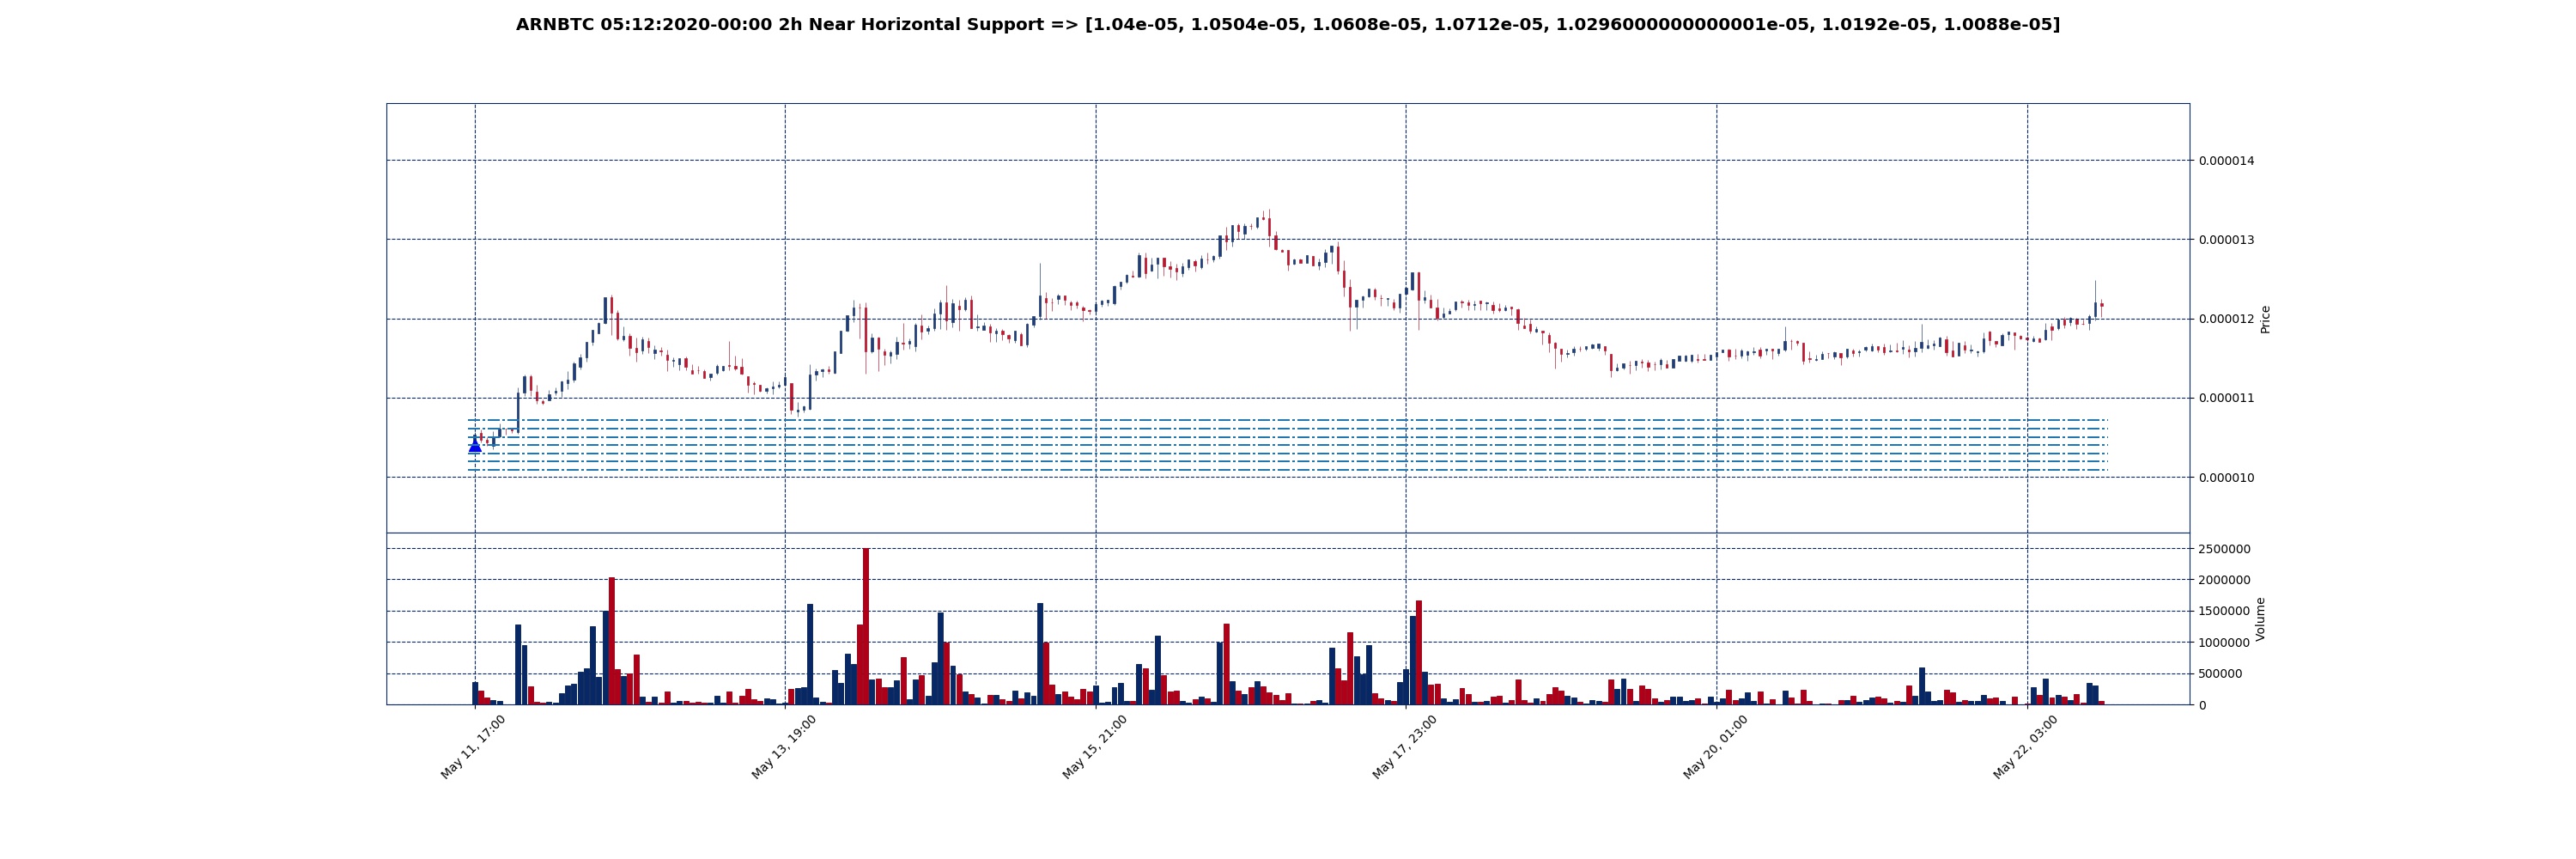 ARNBTC 05:12:2020-00:00 2h Near Horizontal Support => [1.04e-05, 1.0504e-05, 1.0608e-05, 1.0712e-05, 1.0296000000000001e-05, 1.0192e-05, 1.0088e-05]
0.000014
0.000013
0.000012
0.000011
0.000010
Price
2500000
2000000
1500000
1000000
500000
0
Volume
May 11, 17:00
May 13, 19:00
May 15, 21:00
May 17, 23:00
May 20, 01:00
May 22, 03:00